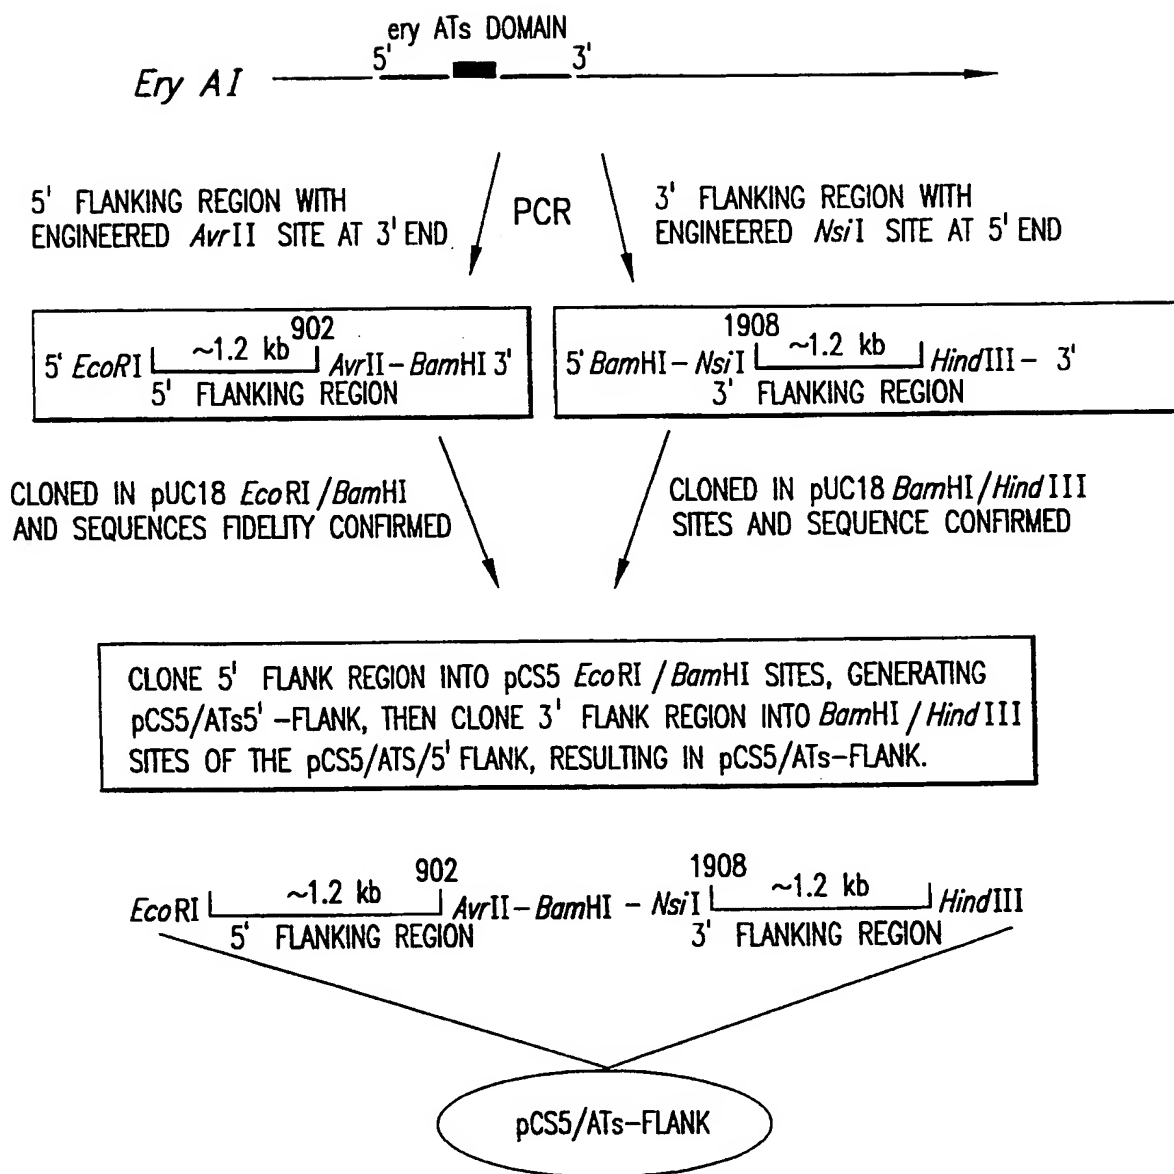 ery ATs DOMAIN
5' 3'
Ery AI
5' FLANKING REGION WITH
ENGINEERED AvrII SITE AT 3' END
PCR
3' FLANKING REGION WITH
ENGINEERED NsiI SITE AT 5' END
902
5' EcoRI ~1.2 kb AvrII-BamHI 3'
5' FLANKING REGION
1908
5' BamHI- NsiI ~1.2 kb HindIII- 3'
3' FLANKING REGION
CLONED IN pUC18 EcoRI/BamHI
AND SEQUENCES FIDELITY CONFIRMED
CLONED IN pUC18 BamHI/HindIII
SITES AND SEQUENCE CONFIRMED
CLONE 5' FLANK REGION INTO pCS5 EcoRI/BamHI SITES, GENERATING
pCS5/ATs5'-FLANK, THEN CLONE 3' FLANK REGION INTO BamHI/HindIII
SITES OF THE pCS5/ATS/5' FLANK, RESULTING IN pCS5/ATs-FLANK.
902 1908
EcoRI ~1.2 kb AvrII-BamHI - NsiI ~1.2 kb HindIII
5' FLANKING REGION 3' FLANKING REGION
pCS5/ATs-FLANK